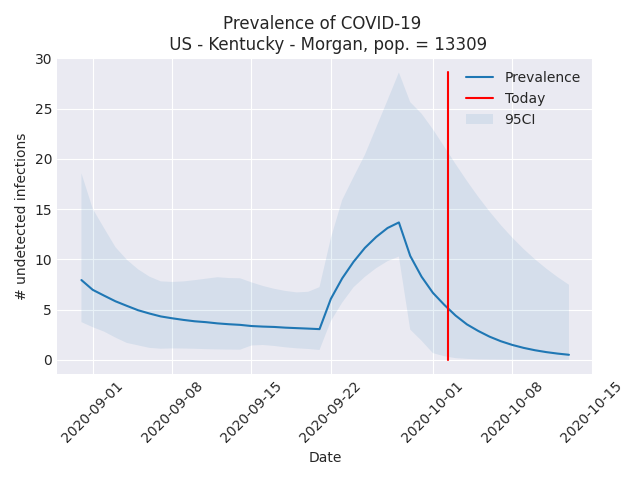 Prevalence of COVID-19
US - Kentucky - Morgan, pop. = 13309
30
25
20
15
10
5
0
# undetected infections
Prevalence
Today
95CI
2020-09-01
2020-09-08
2020-09-15
2020-09-22
2020-10-01
2020-10-08
2020-10-15
Date